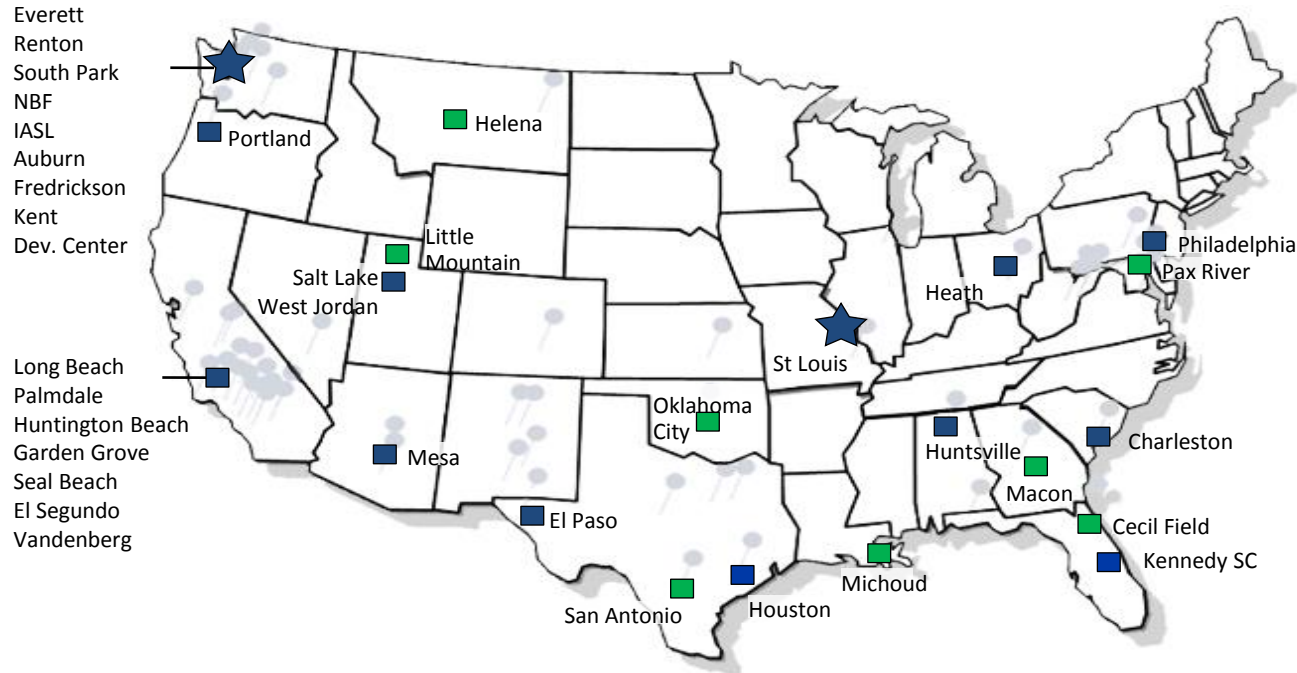 Everett
Renton
South Park
NBF
IASL
Auburn
Fredrickson
Kent
Dev. Center
Portland
Helena
Little
Mountain
Salt Lake
West Jordan
Long Beach
Palmdale
Huntington Beach
Garden Grove
Seal Beach
El Segundo
Vandenberg
Mesa
El Paso
San Antonio
Houston
Oklahoma
City
St Louis
Heath
Philadelphia
Pax River
Huntsville
Charleston
Macon
Cecil Field
Kennedy SC
Michoud